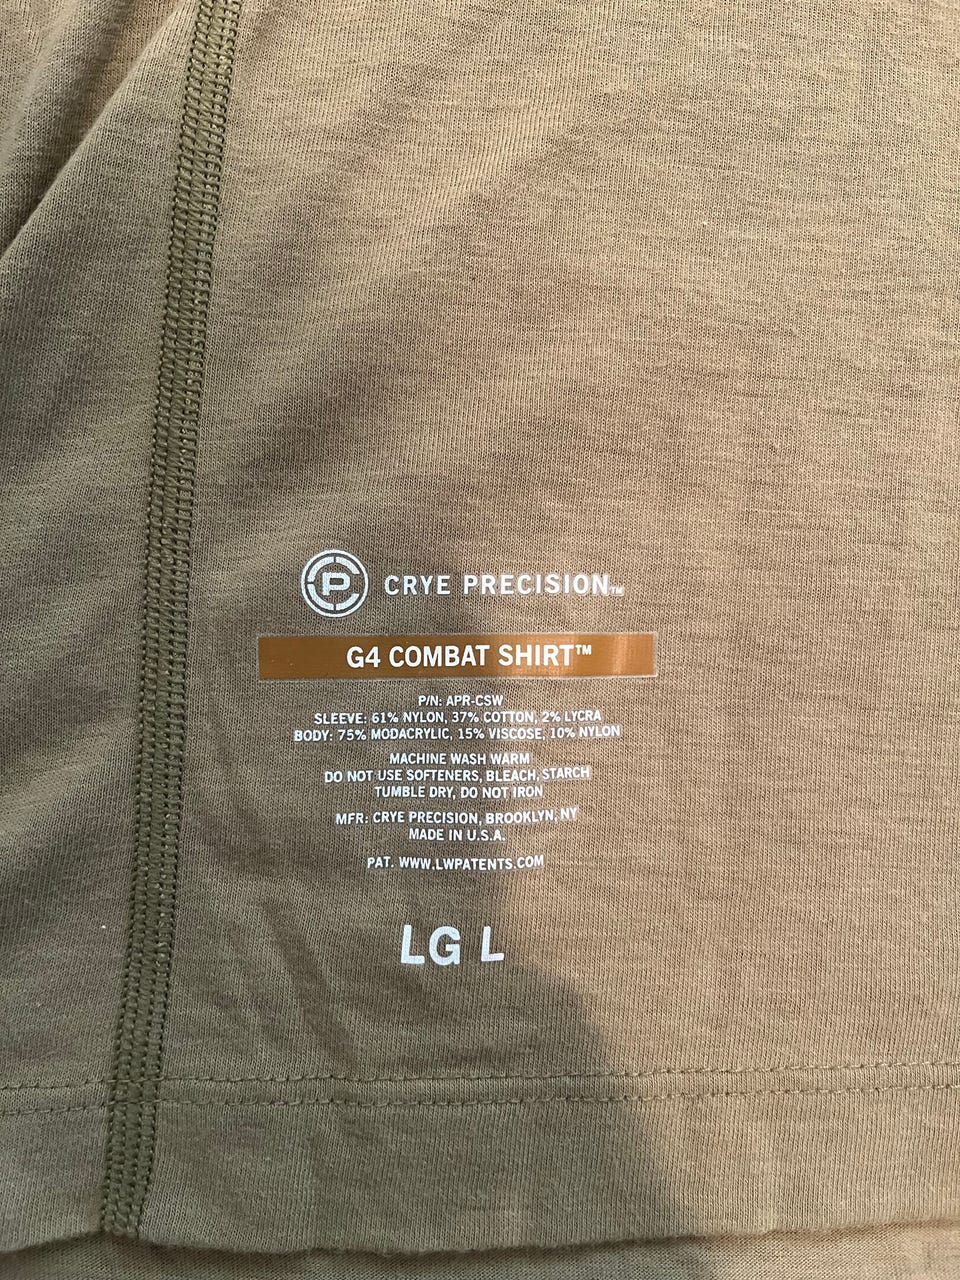 CP CRYE PRECISION™
G4 COMBAT SHIRT™
P/N: APR-CSW
SLEEVE: 61% NYLON, 37% COTTON, 2% LYCRA
BODY: 75% MODACRYLIC, 15% VISCOSE, 10% NYLON
MACHINE WASH WARM
DO NOT USE SOFTENERS, BLEACH, STARCH
TUMBLE DRY, DO NOT IRON
MFR: CRYE PRECISION, BROOKLYN, NY
MADE IN U.S.A.
PAT. WWW.LWPATENTS.COM
LG L